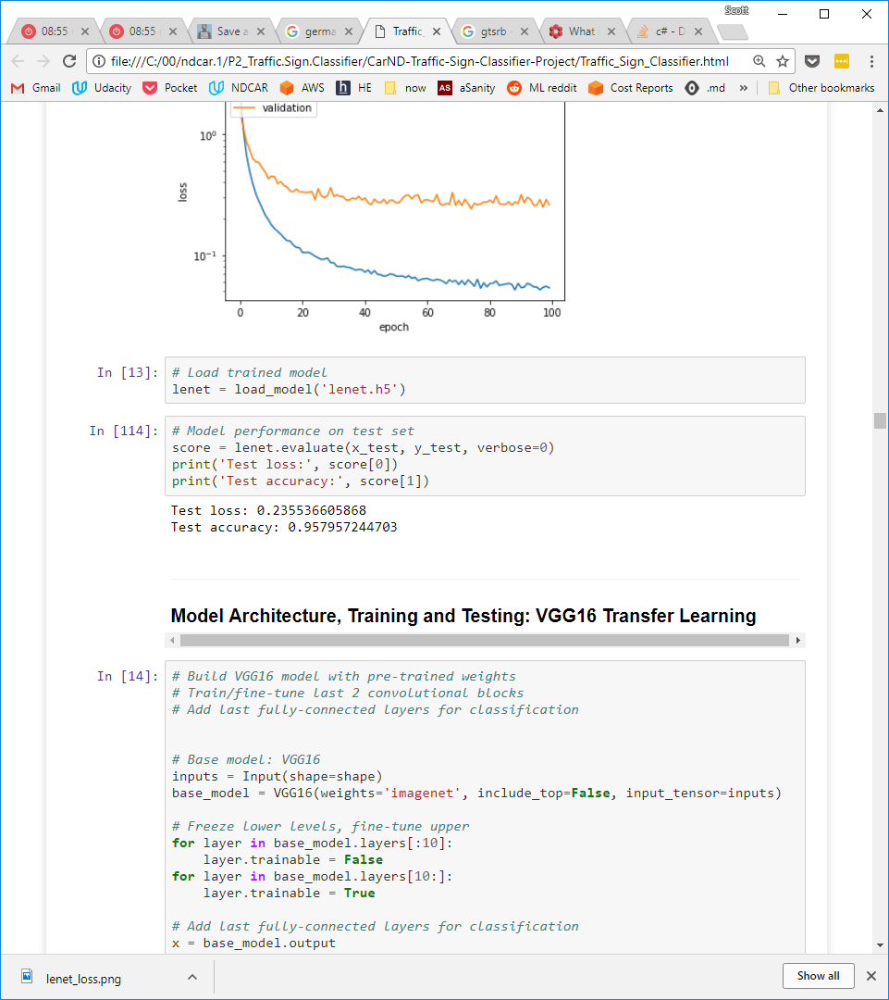 Scott
08:55
08:55
Save a
germa
Traffic_
gtsrb -
What
c# - D
file:///C:/00/ndcar.1/P2_Traffic.Sign.Classifier/CarND-Traffic-Sign-Classifier-Project/Traffic_Sign_Classifier.html
Gmail
Udacity
Pocket
NDCAR
AWS
h HE
now
AS aSanity
ML reddit
Cost Reports
.md
»
Other bookmarks
validation
10⁰
10⁻¹
loss
0 20 40 60 80 100
epoch
In [13]:
# Load trained model
lenet = load_model('lenet.h5')
In [114]:
# Model performance on test set
score = lenet.evaluate(x_test, y_test, verbose=0)
print('Test loss:', score[0])
print('Test accuracy:', score[1])
Test loss: 0.235536605868
Test accuracy: 0.957957244703
Model Architecture, Training and Testing: VGG16 Transfer Learning
In [14]:
# Build VGG16 model with pre-trained weights
# Train/fine-tune last 2 convolutional blocks
# Add last fully-connected layers for classification
# Base model: VGG16
inputs = Input(shape=shape)
base_model = VGG16(weights='imagenet', include_top=False, input_tensor=inputs)
# Freeze lower levels, fine-tune upper
for layer in base_model.layers[:10]:
    layer.trainable = False
for layer in base_model.layers[10:]:
    layer.trainable = True
# Add last fully-connected layers for classification
x = base_model.output
lenet_loss.png
Show all